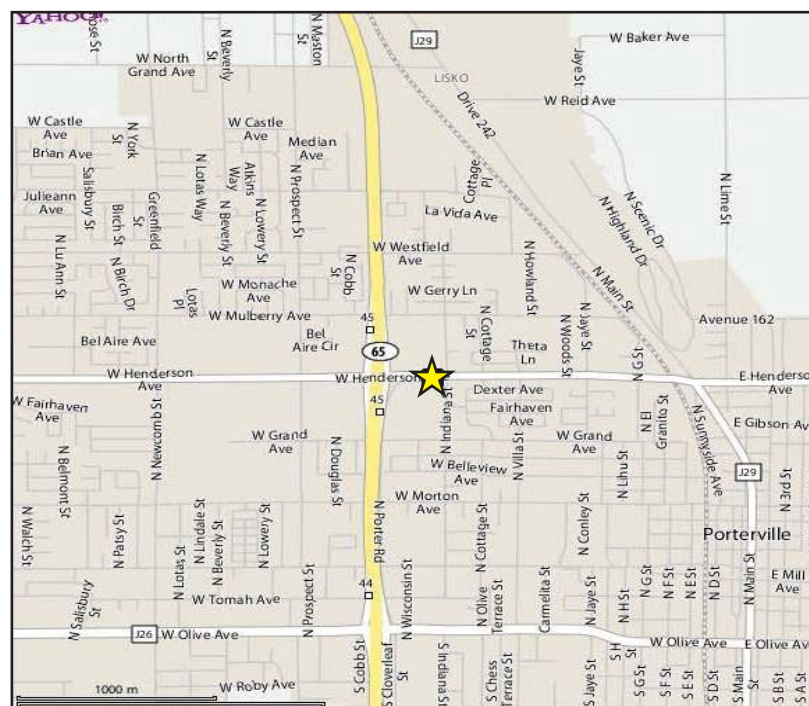 YAHOO!
ose St
N Beverly
St
N Maston
St
J29
W Baker Ave
W North
Grand Ave
LISKO
Jaye St
Drive 242
W Reid Ave
W Castle
Ave
N York
St
W Castle
Ave
Brian Ave
Median
Ave
Julieann
Ave
Salisbury St
Birch St
Greenfield
St
N Lotas Way
Atkins
Way
N Beverly St
N Lowery St
N Prospect St
Cottage
Pl
La Vida Ave
N Scenic Dr
N Highland Dr
N Lime St
N Lu Ann St
N Birch Dr
Lotas
Pl
W Monache
Ave
N Cobb
St
W Westfield
Ave
N Howland St
N Main St
W Gerry Ln
W Mulberry Ave
45
N Cottage
St
N Woods St
N Jaye St
Avenue 162
Bel Aire Ave
Bel
Aire Cir
65
Theta
Ln
N G St
W Henderson
Ave
W Henderson
E Henderso
W Fairhaven
Ave
N Newcomb St
45
N Indiana St
Dexter Ave
Fairhaven
Ave
N El
Granito St
N Sunnyside Ave
E Gibson Av
W Grand
Ave
N Douglas St
N Villa St
W Grand
Ave
N Lihu St
N Belmont St
W Belleview
Ave
J29
N 3rd St
N Walch St
N Patsy St
N Lindale St
N Lotas St
N Beverly St
N Lowery St
W Morton
Ave
N Porter Rd
N Cottage St
N Conley St
Porterville
N Salisbury
St
W Tomah Ave
N Prospect St
44
N Wisconsin St
N Olive
Terrace St
Carmelita St
N Jaye St
N H St
N G St
N F St
N E St
N D St
N Main St
E Mill
Ave
J26
W Olive Ave
W Olive Ave
E Olive Av
W Roby Ave
S Cobb St
S Cloverleaf
St
S Indiana St
S Chess
Terrace St
S Jaye St
S H
St
S G St
S F St
S E St
S D St
S Main
St
S B St
S A St
1000 m